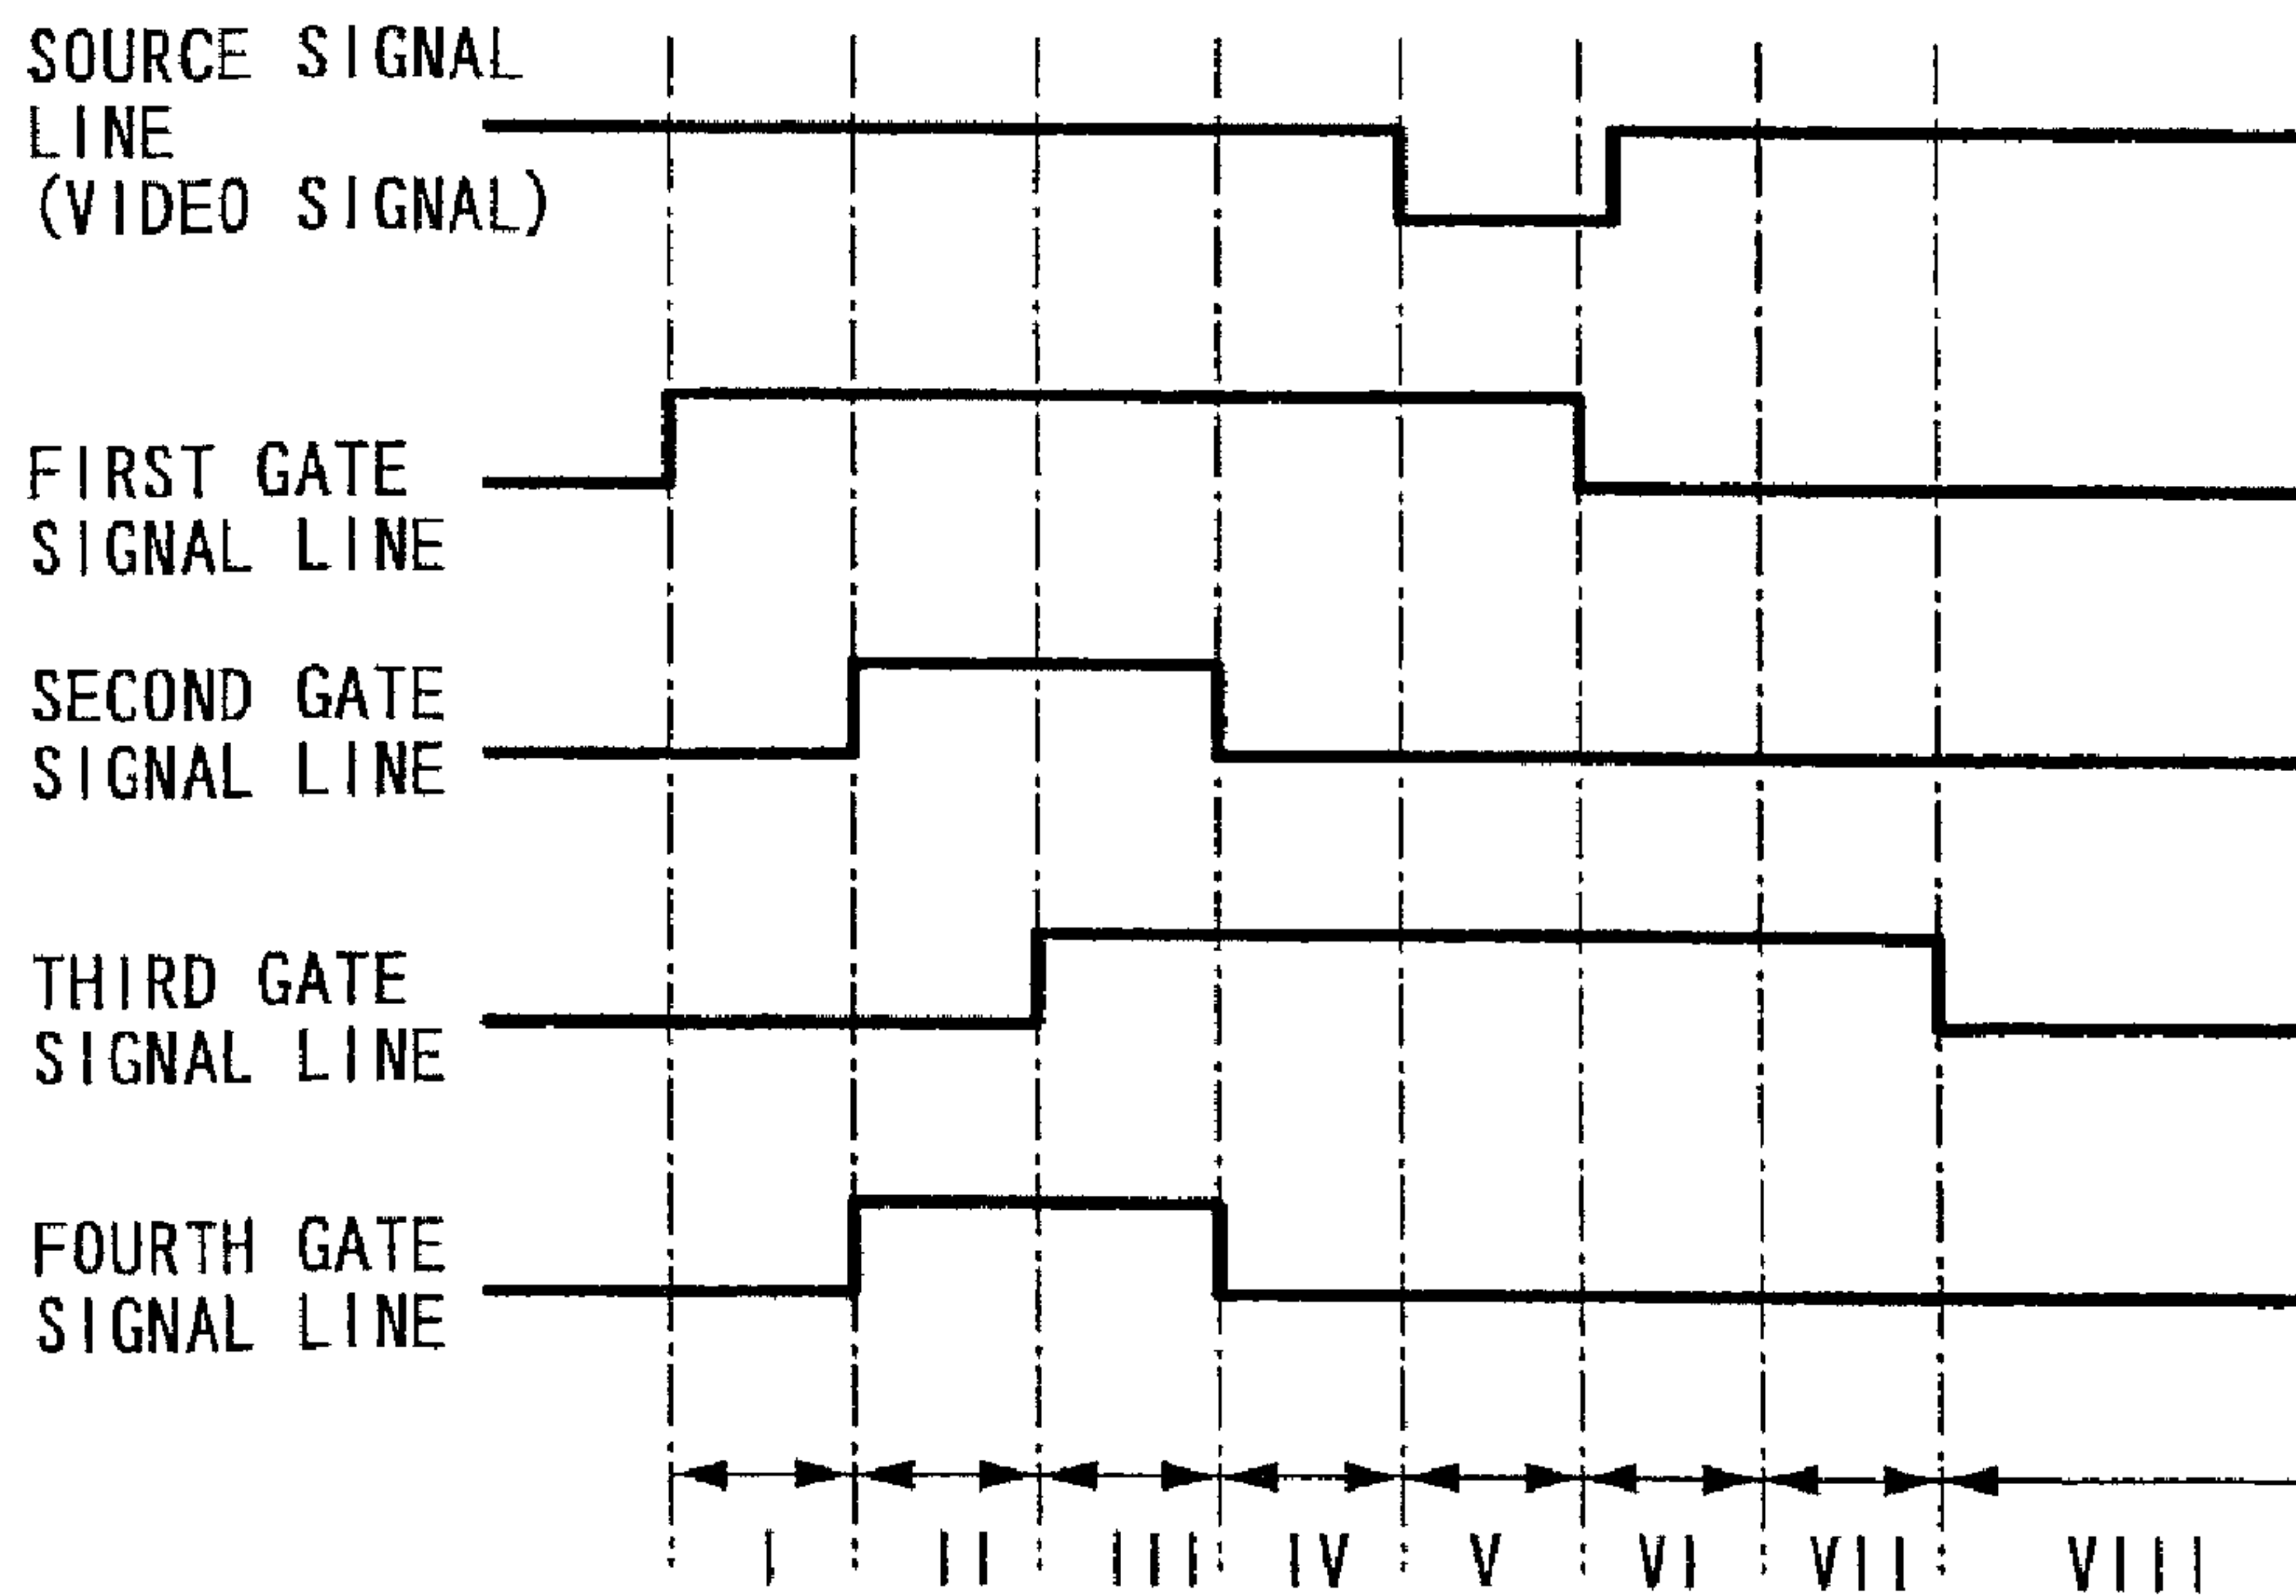 SOURCE SIGNAL
LINE
(VIDEO SIGNAL)
FIRST GATE
SIGNAL LINE
SECOND GATE
SIGNAL LINE
THIRD GATE
SIGNAL LINE
FOURTH GATE
SIGNAL LINE
I II III IV V VI VII VIII